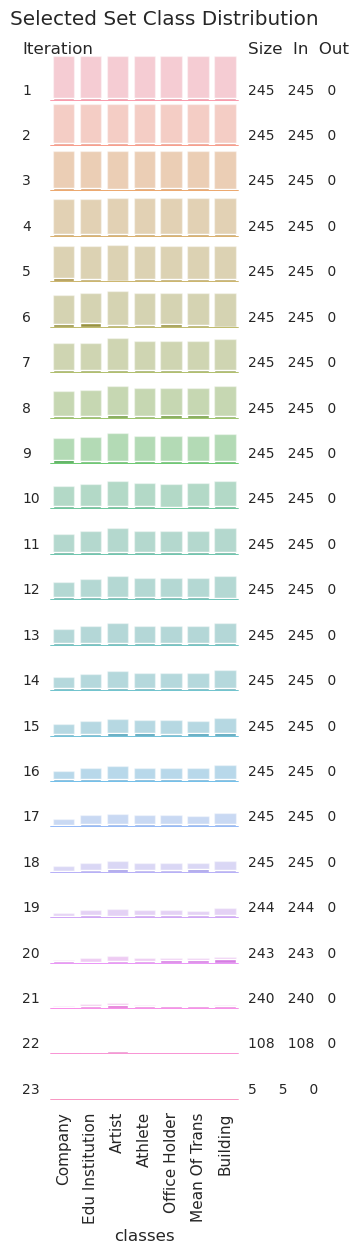 Selected Set Class Distribution
Iteration Size In Out
1 245 245 0
2 245 245 0
3 245 245 0
4 245 245 0
5 245 245 0
6 245 245 0
7 245 245 0
8 245 245 0
9 245 245 0
10 245 245 0
11 245 245 0
12 245 245 0
13 245 245 0
14 245 245 0
15 245 245 0
16 245 245 0
17 245 245 0
18 245 245 0
19 244 244 0
20 243 243 0
21 240 240 0
22 108 108 0
23 5 5 0
Company
Edu Institution
Artist
Athlete
Office Holder
Mean Of Trans
Building
classes